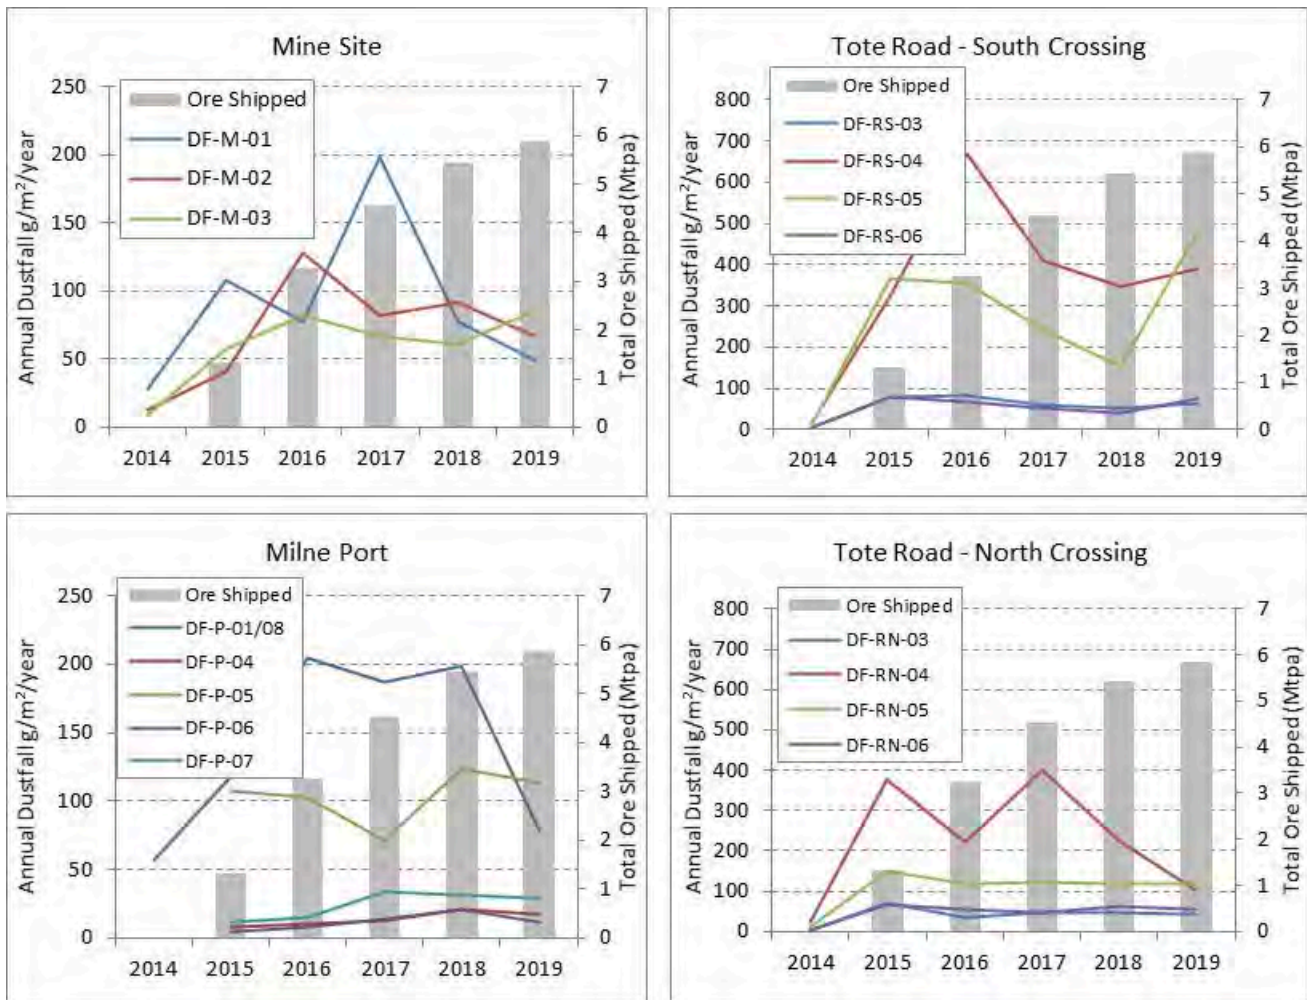 Mine Site
Annual Dustfall g/m²/year
250
200
150
100
50
0
Ore Shipped
DF-M-01
DF-M-02
DF-M-03
7
6
5
4
3
2
1
0
Total Ore Shipped (Mtpa)
2014 2015 2016 2017 2018 2019
Tote Road - South Crossing
Annual Dustfall g/m²/year
800
700
600
500
400
300
200
100
0
Ore Shipped
DF-RS-03
DF-RS-04
DF-RS-05
DF-RS-06
7
6
5
4
3
2
1
0
Total Ore Shipped (Mtpa)
2014 2015 2016 2017 2018 2019
Milne Port
Annual Dustfall g/m²/year
250
200
150
100
50
0
Ore Shipped
DF-P-01/08
DF-P-04
DF-P-05
DF-P-06
DF-P-07
7
6
5
4
3
2
1
0
Total Ore Shipped (Mtpa)
2014 2015 2016 2017 2018 2019
Tote Road - North Crossing
Annual Dustfall g/m²/year
800
700
600
500
400
300
200
100
0
Ore Shipped
DF-RN-03
DF-RN-04
DF-RN-05
DF-RN-06
7
6
5
4
3
2
1
0
Total Ore Shipped (Mtpa)
2014 2015 2016 2017 2018 2019